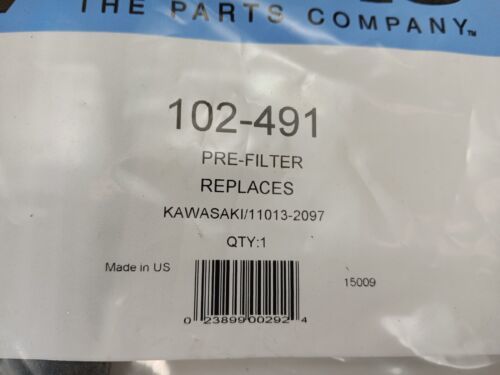 THE PARTS COMPANY™
102-491
PRE-FILTER
REPLACES
KAWASAKI/11013-2097
QTY:1
Made in US
15009
0 23899 00292 4